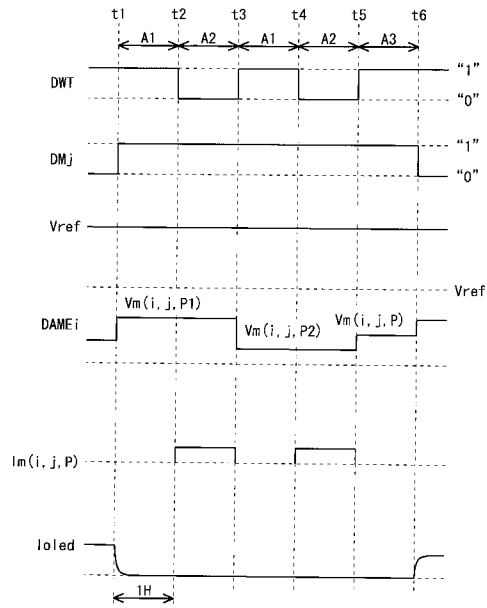 t1 t2 t3 t4 t5 t6
A1 A2 A1 A2 A3
DWT "1"
"0"
DMj "1"
"0"
Vref
Vref
DAMEi Vm(i,j,P1) Vm(i,j,P2) Vm(i,j,P)
Im(i,j,P)
Ioled
1H